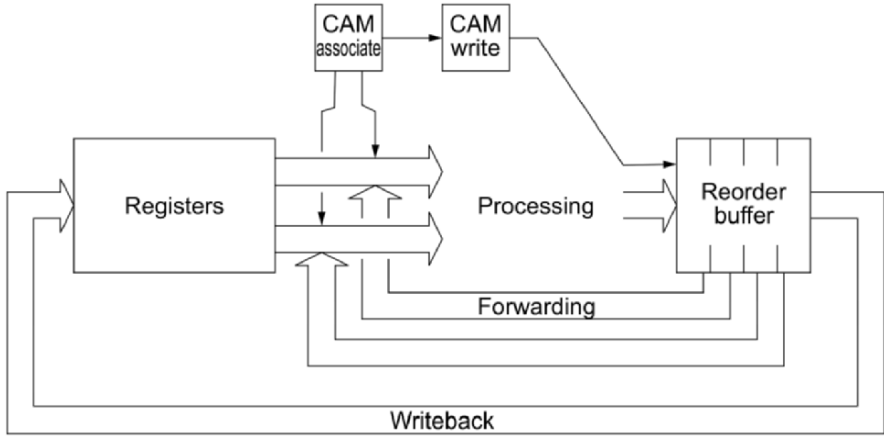 CAM
associate
CAM
write
Registers
Processing
Reorder
buffer
Forwarding
Writeback